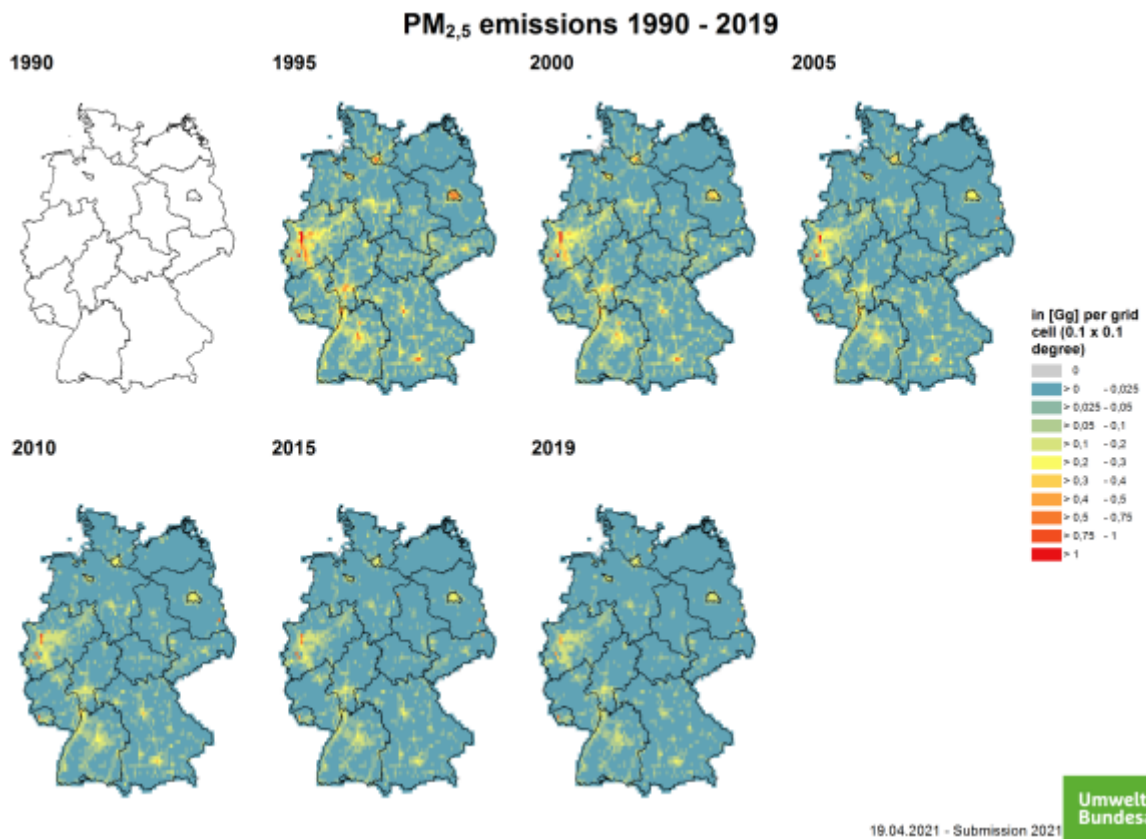 PM2,5 emissions 1990 - 2019
1990
1995
2000
2005
in [Gg] per grid
cell (0.1 x 0.1
degree)
0
> 0 - 0,025
> 0,025 - 0,05
> 0,05 - 0,1
> 0,1 - 0,2
> 0,2 - 0,3
> 0,3 - 0,4
> 0,4 - 0,5
> 0,5 - 0,75
> 0,75 - 1
> 1
2010
2015
2019
19.04.2021 - Submission 2021
Umwelt
Bundes